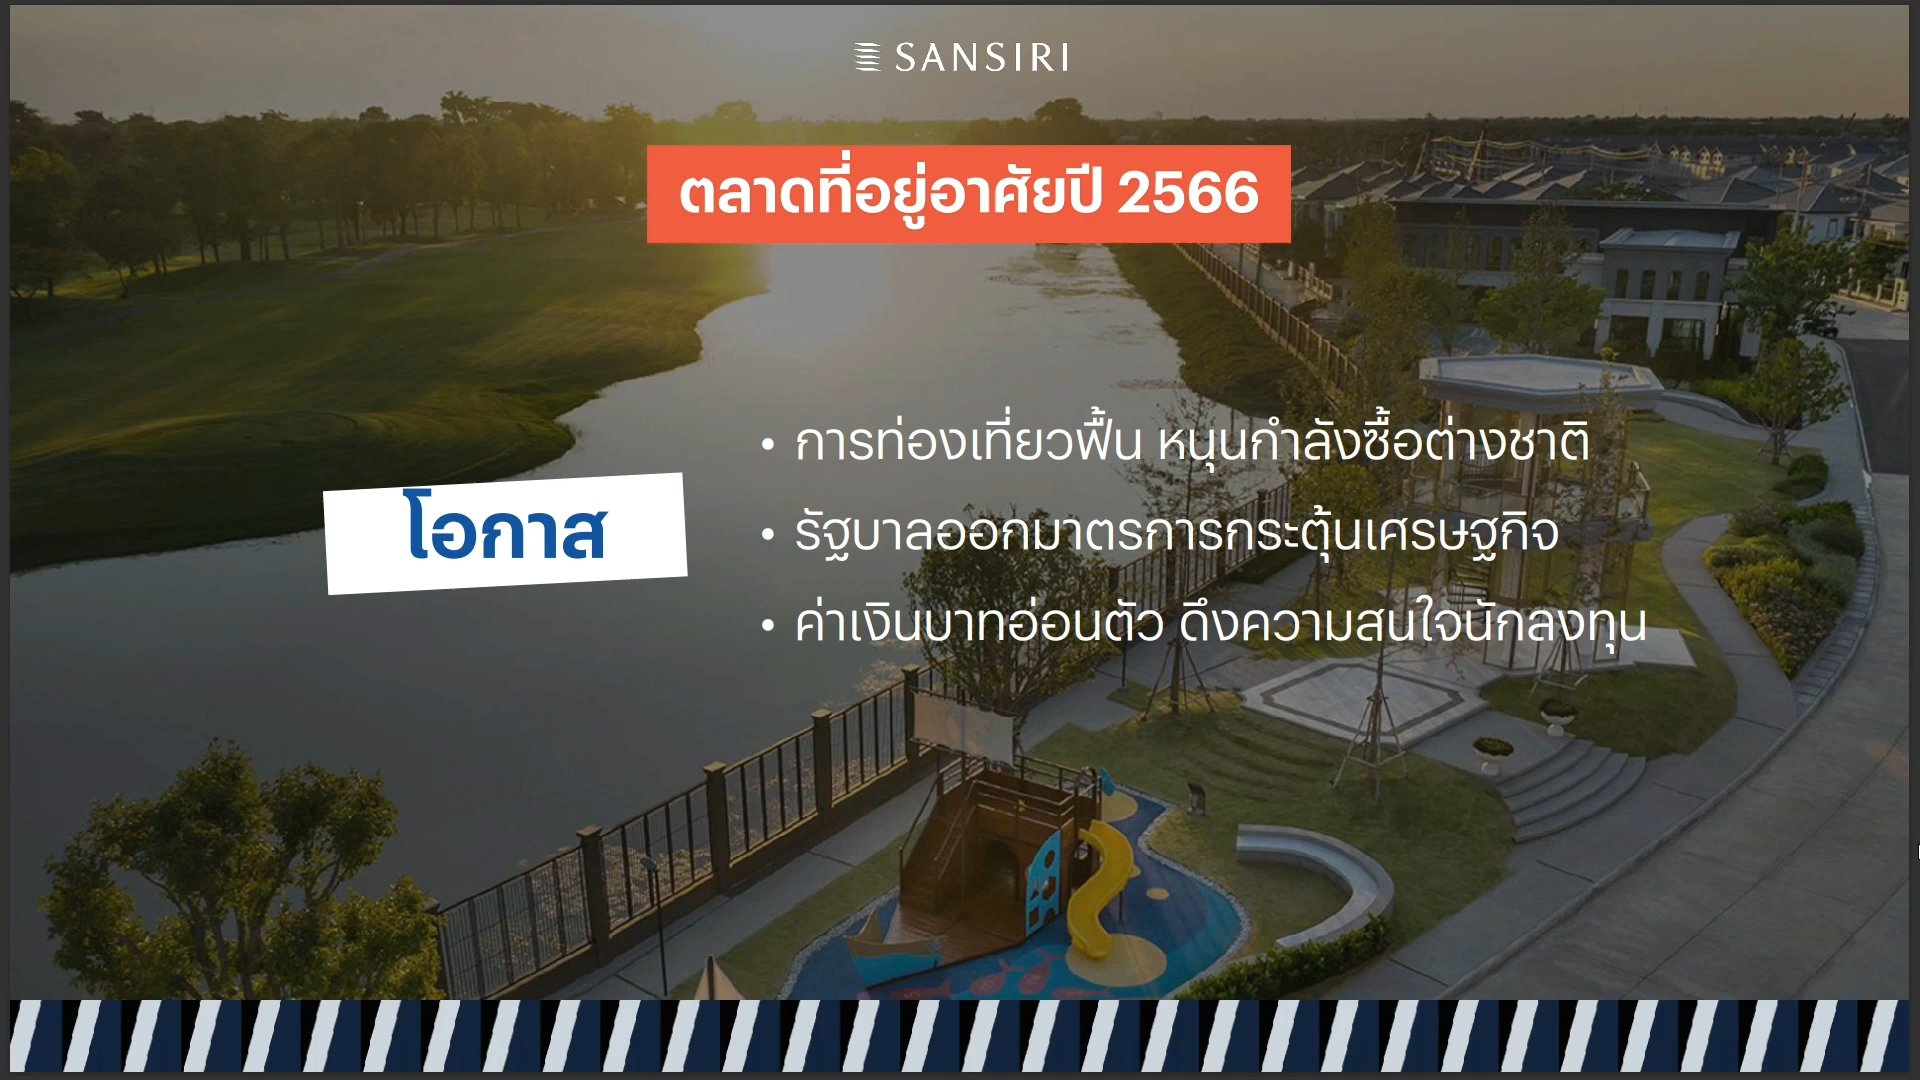 SANSIRI
ตลาดที่อยู่อาศัยปี 2566
โอกาส
• การท่องเที่ยวฟื้น หนุนกำลังซื้อต่างชาติ
• รัฐบาลออกมาตรการกระตุ้นเศรษฐกิจ
• ค่าเงินบาทอ่อนตัว ดึงความสนใจนักลงทุน